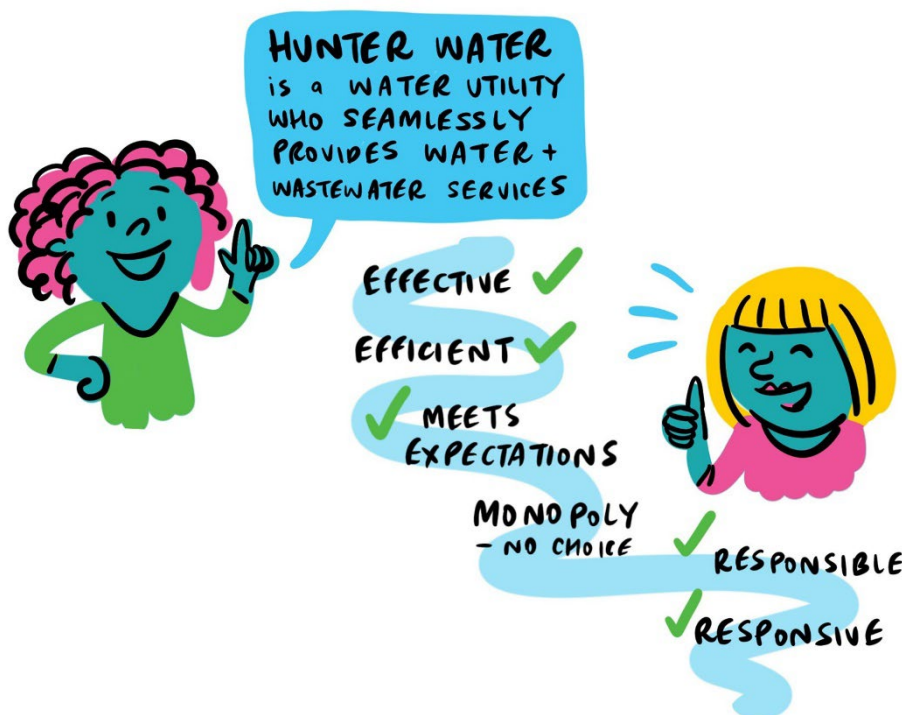 HUNTER WATER
is a WATER UTILITY
WHO SEAMLESSLY
PROVIDES WATER +
WASTEWATER SERVICES
EFFECTIVE
EFFICIENT
MEETS
EXPECTATIONS
MONOPOLY
- NO CHOICE
RESPONSIBLE
RESPONSIVE